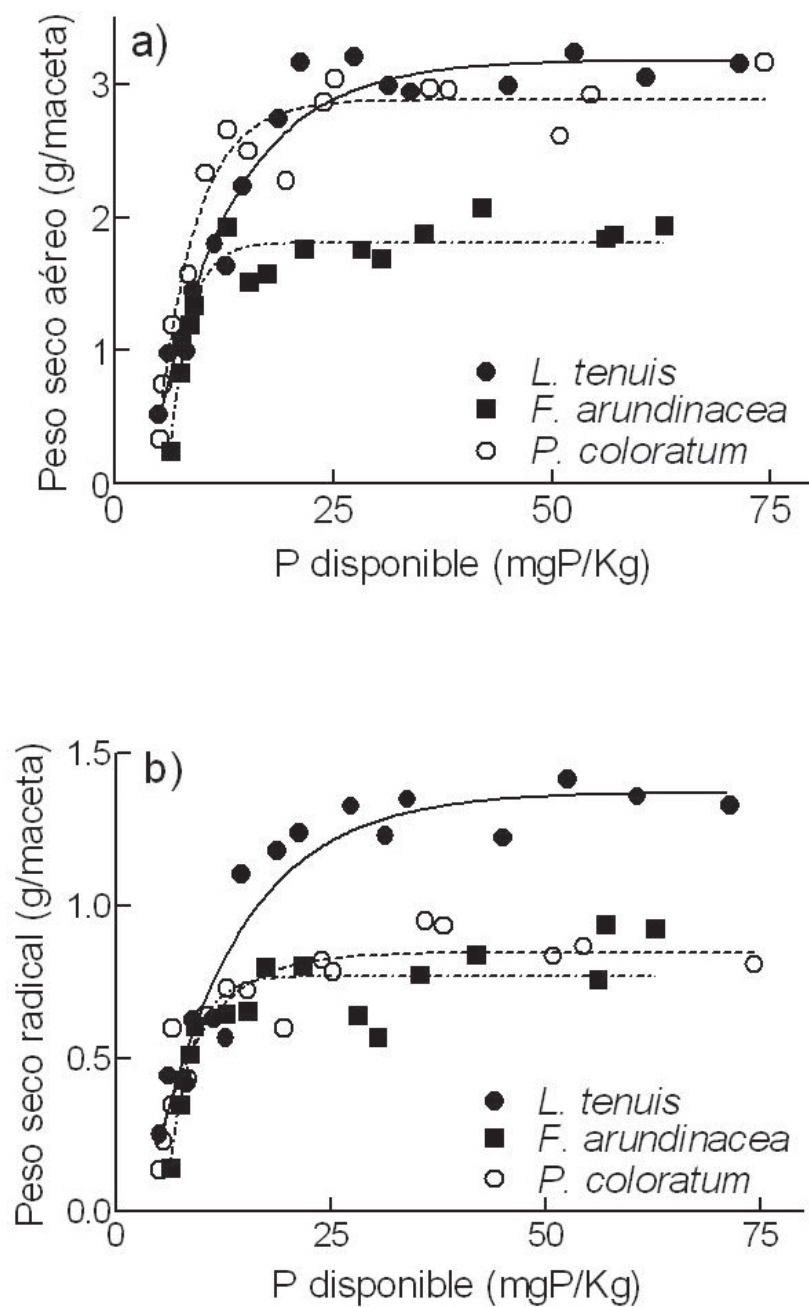 a)
Peso seco aéreo (g/maceta)
3
2
1
0
L. tenuis
F. arundinacea
P. coloratum
0 25 50 75
P disponible (mgP/Kg)
b)
Peso seco radical (g/maceta)
1.5
1.0
0.5
0.0
L. tenuis
F. arundinacea
P. coloratum
0 25 50 75
P disponible (mgP/Kg)